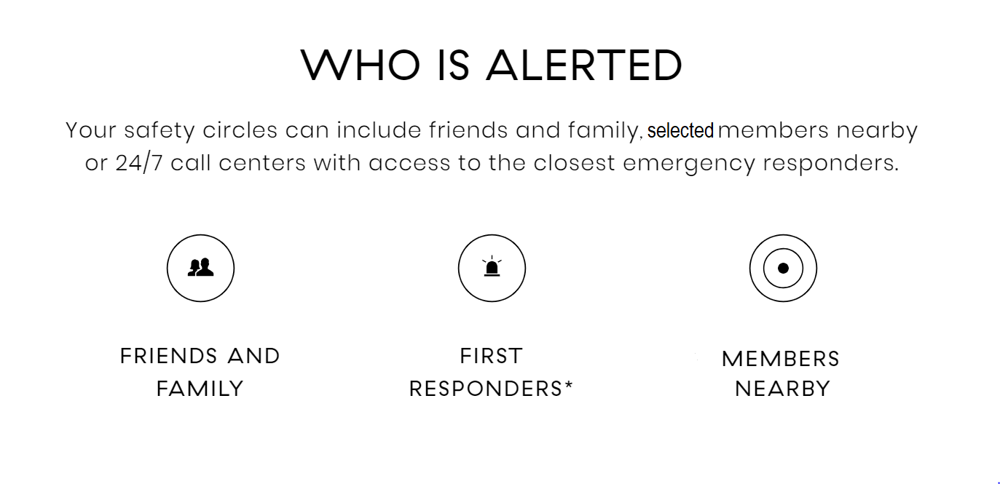 WHO IS ALERTED
Your safety circles can include friends and family, selected members nearby
or 24/7 call centers with access to the closest emergency responders.
FRIENDS AND
FAMILY
FIRST
RESPONDERS*
MEMBERS
NEARBY